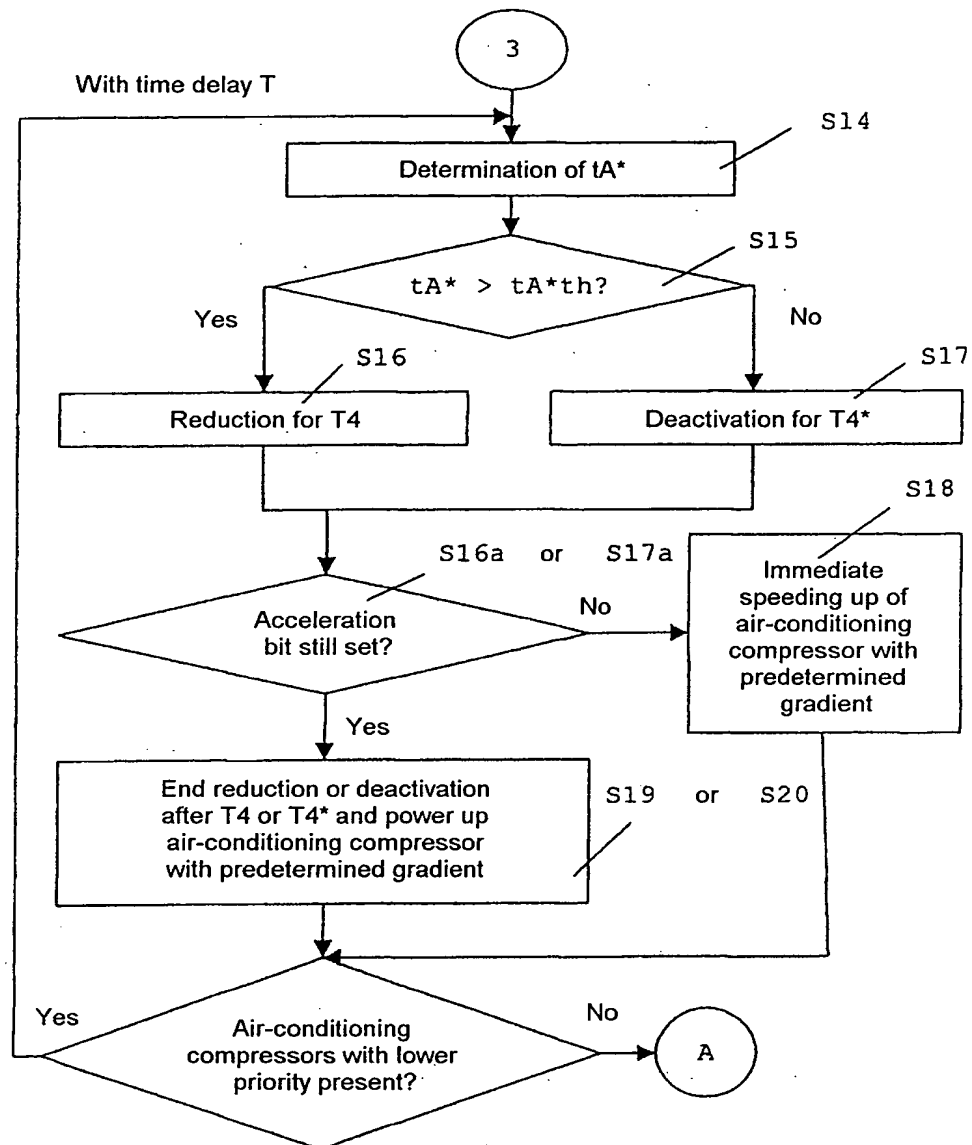 3
With time delay T
S14
Determination of tA*
S15
tA* > tA*th?
Yes
No
S16
S17
Reduction for T4
Deactivation for T4*
S18
S16a or S17a
Immediate
speeding up of
air-conditioning
compressor with
predetermined
gradient
No
Acceleration
bit still set?
Yes
End reduction or deactivation
after T4 or T4* and power up
air-conditioning compressor
with predetermined gradient
S19 or S20
Yes
No
Air-conditioning
compressors with lower
priority present?
A